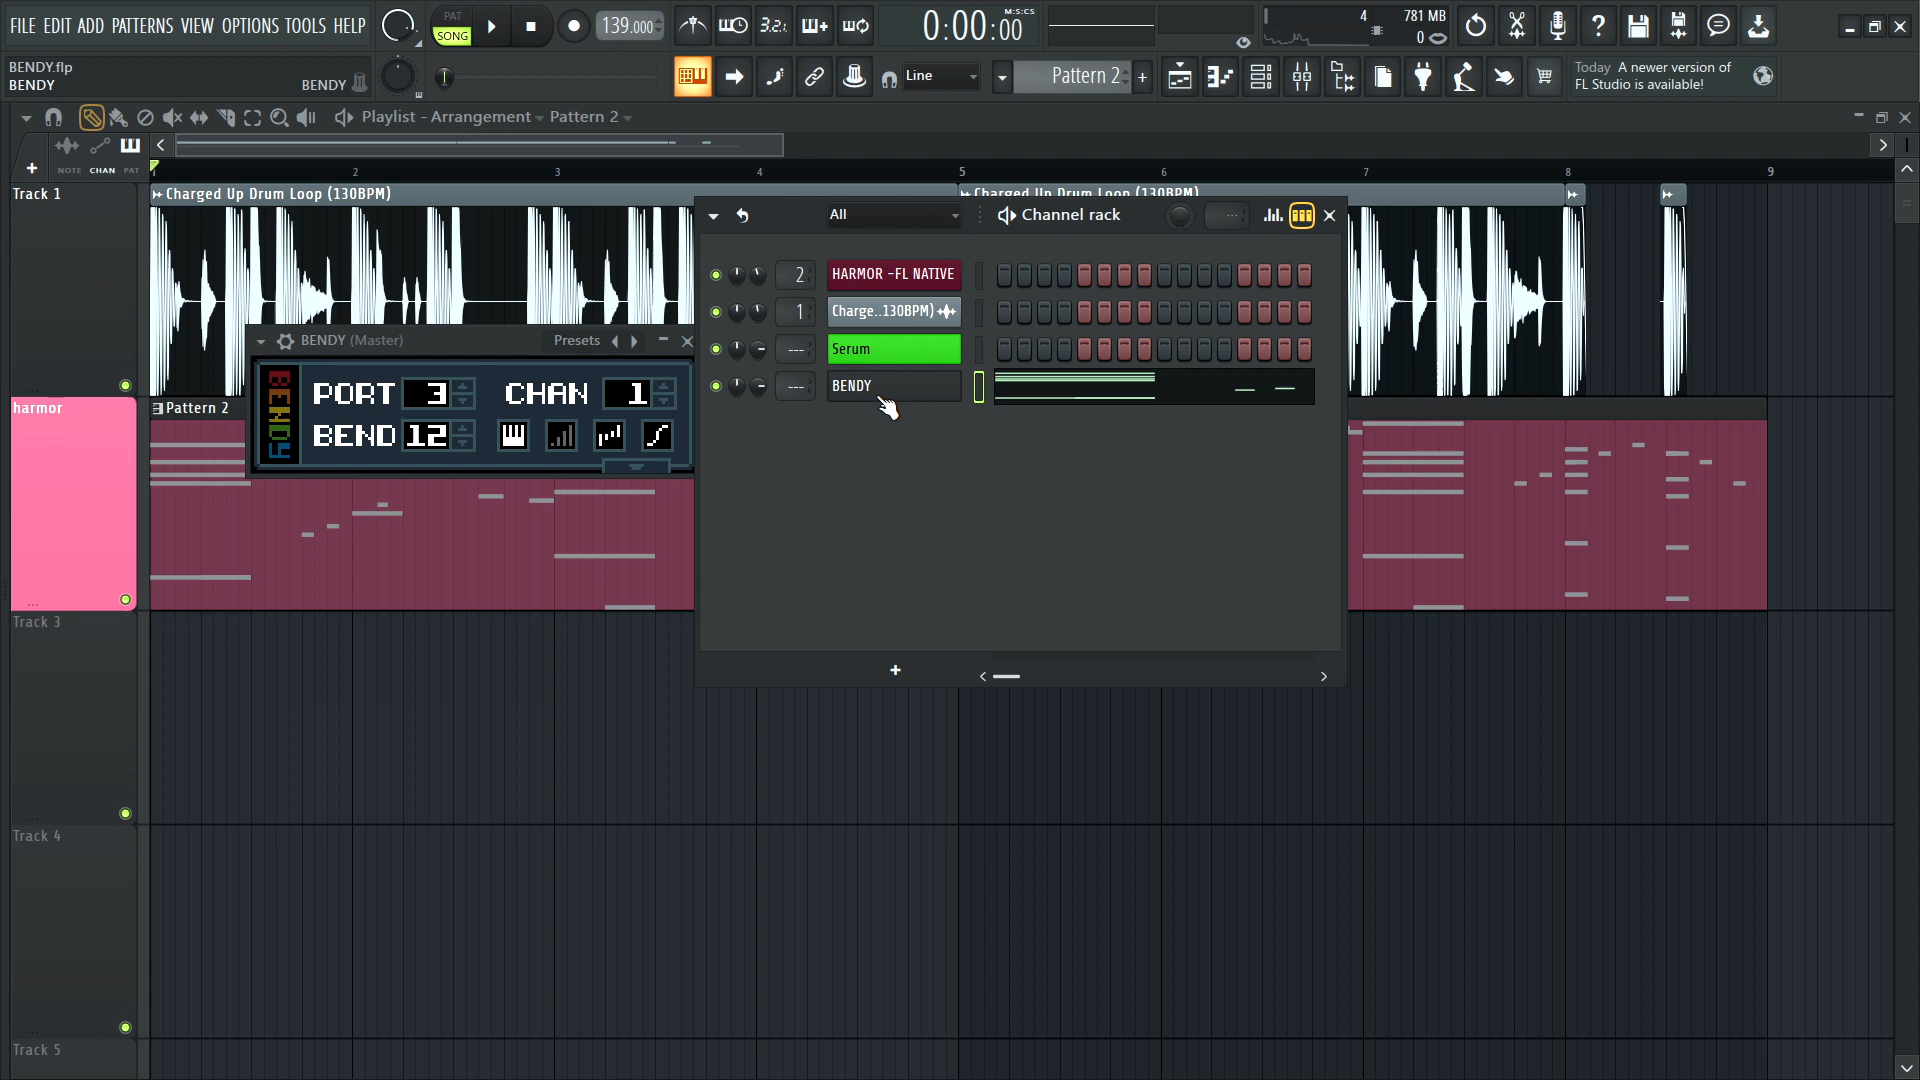 FILE EDIT ADD PATTERNS VIEW OPTIONS TOOLS HELP
PAT
SONG
139.000
3.2.
0:00:00
M:S:CS
4
781 MB
0
BENDY.flp
BENDY
BENDY
Line
Pattern 2
Today A newer version of
FL Studio is available!
Playlist - Arrangement
Pattern 2
NOTE CHAN PAT
2 3 4 5 6 7 8 9
Track 1
Charged Up Drum Loop (130BPM)
Charged Up Drum Loop (130BPM)
All
Channel rack
2
HARMOR -FL NATIVE
1
Charge..130BPM)
---
Serum
---
BENDY
BENDY (Master)
Presets
BENDY
PORT 3
CHAN 1
BEND 12
harmor
Pattern 2
Track 3
Track 4
Track 5